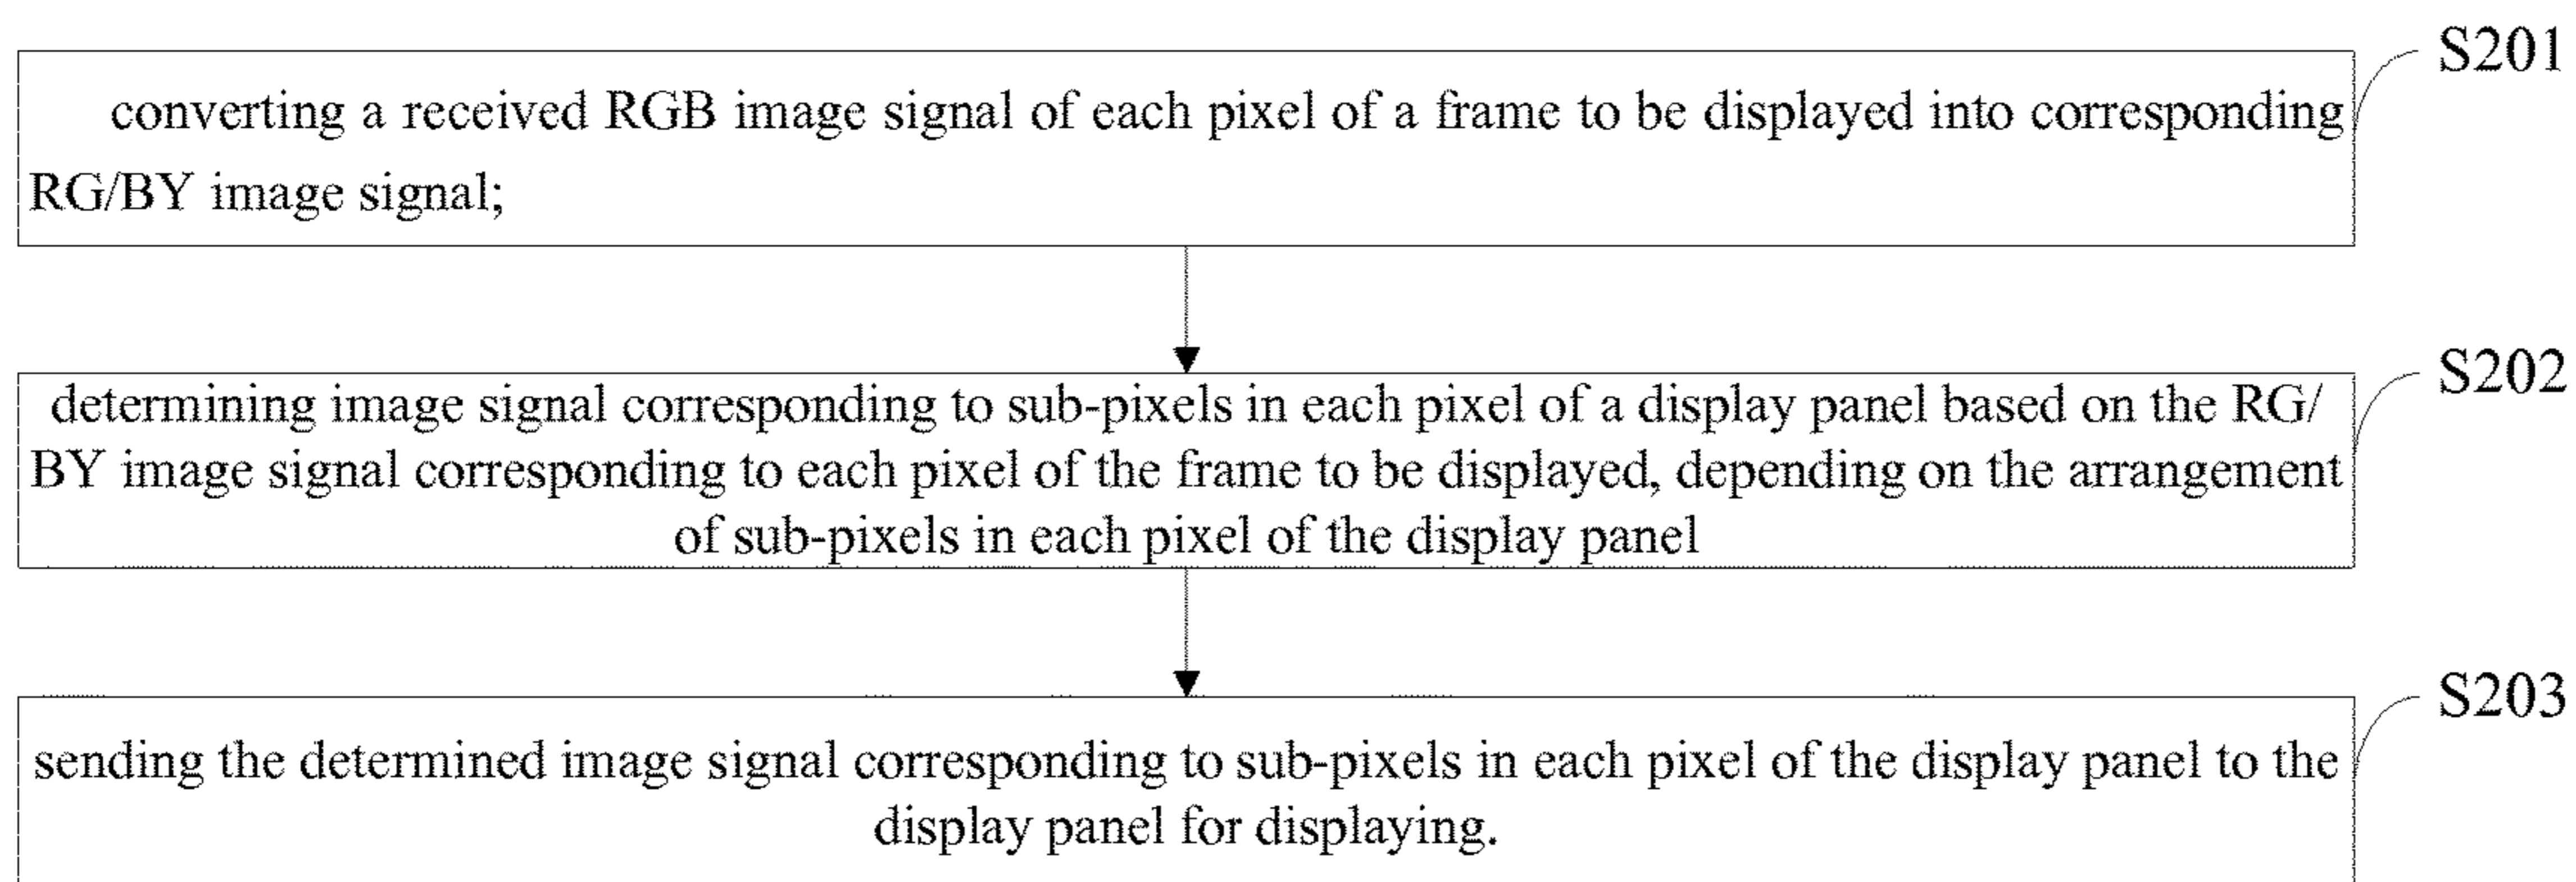 S201
converting a received RGB image signal of each pixel of a frame to be displayed into corresponding
RG/BY image signal;
S202
determining image signal corresponding to sub-pixels in each pixel of a display panel based on the RG/
BY image signal corresponding to each pixel of the frame to be displayed, depending on the arrangement
of sub-pixels in each pixel of the display panel
S203
sending the determined image signal corresponding to sub-pixels in each pixel of the display panel to the
display panel for displaying.